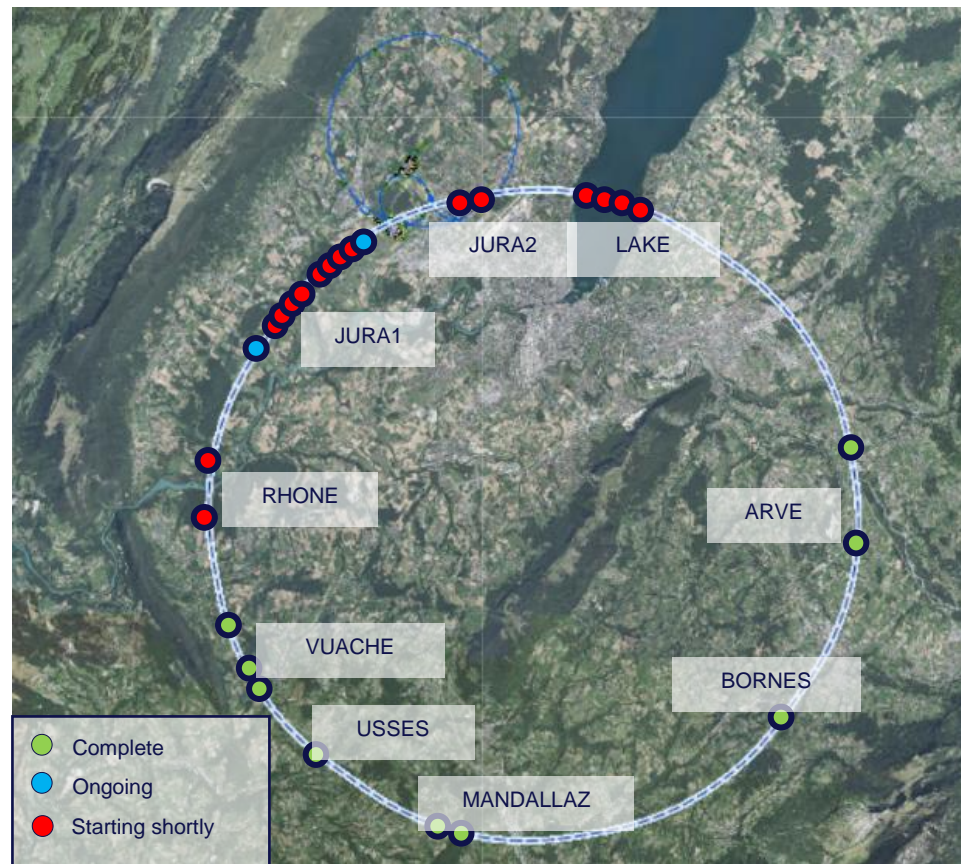 JURA2
LAKE
JURA1
RHONE
ARVE
VUACHE
BORNES
USSES
MANDALLAZ
Complete
Ongoing
Starting shortly